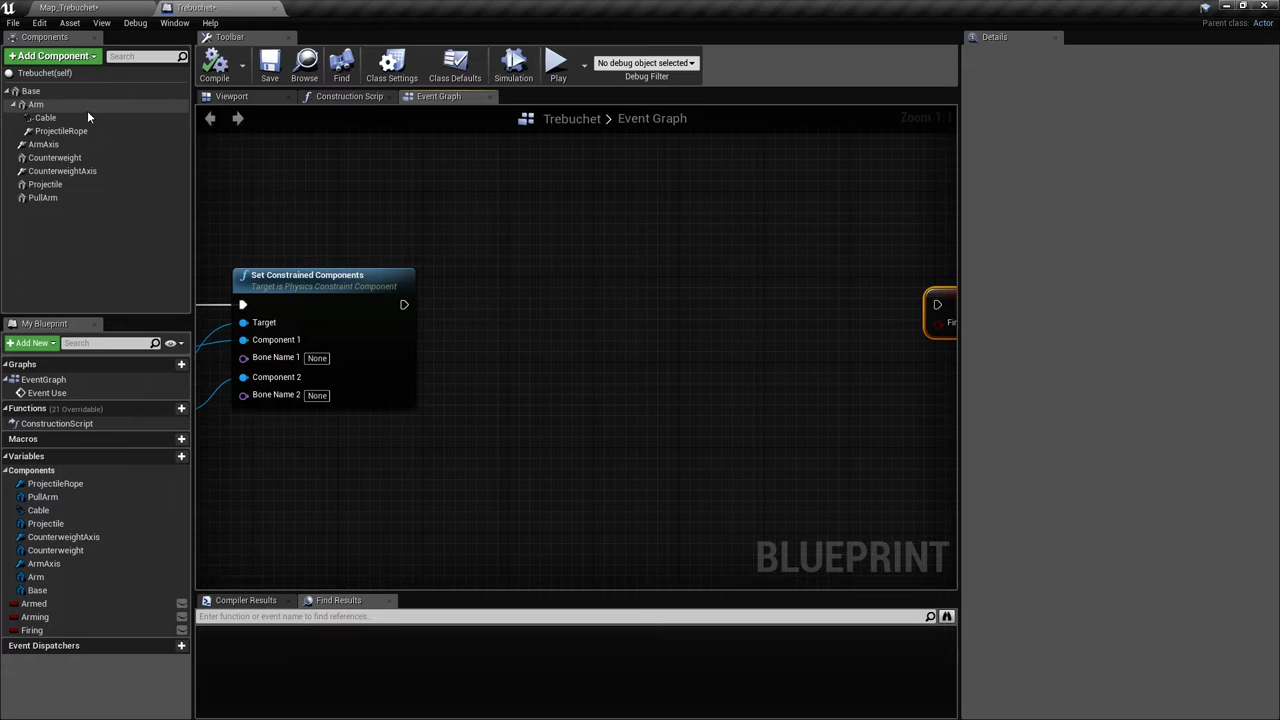 Map_Trebuchet*
Trebuchet*
File
Edit
Asset
View
Debug
Window
Help
Parent class: Actor
Components
Toolbar
Details
+Add Component
Search
Compile
Save
Browse
Find
Class Settings
Class Defaults
Simulation
Play
No debug object selected
Debug Filter
Trebuchet(self)
Base
Arm
Cable
ProjectileRope
ArmAxis
Counterweight
CounterweightAxis
Projectile
PullArm
Viewport
Construction Scrip
Event Graph
Trebuchet > Event Graph
Zoom 1:1
Set Constrained Components
Target is Physics Constraint Component
Target
Component 1
Bone Name 1 None
Component 2
Bone Name 2 None
BLUEPRINT
My Blueprint
+Add New
Search
Graphs
EventGraph
Event Use
Functions (21 Overridable)
ConstructionScript
Macros
Variables
Components
ProjectileRope
PullArm
Cable
Projectile
CounterweightAxis
Counterweight
ArmAxis
Arm
Base
Armed
Arming
Firing
Event Dispatchers
Compiler Results
Find Results
Enter function or event name to find references...